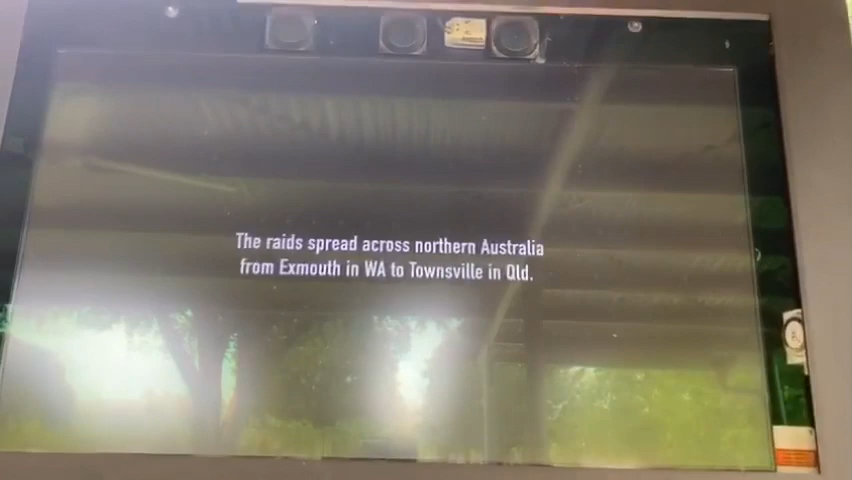 The raids spread across northern Australia
from Exmouth in WA to Townsville in Qld.